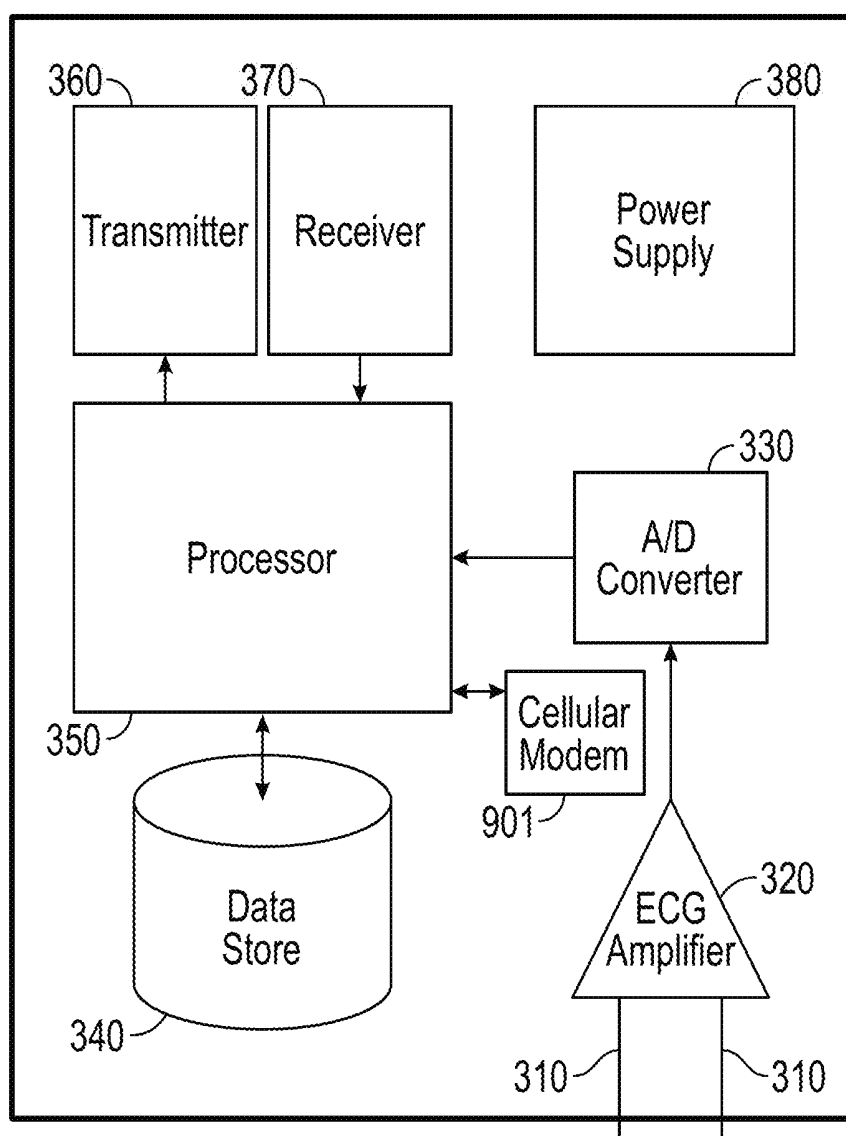 360
370
380
Transmitter
Receiver
Power
Supply
330
A/D
Converter
Processor
350
Cellular
Modem
901
320
ECG
Amplifier
Data
Store
340
310
310